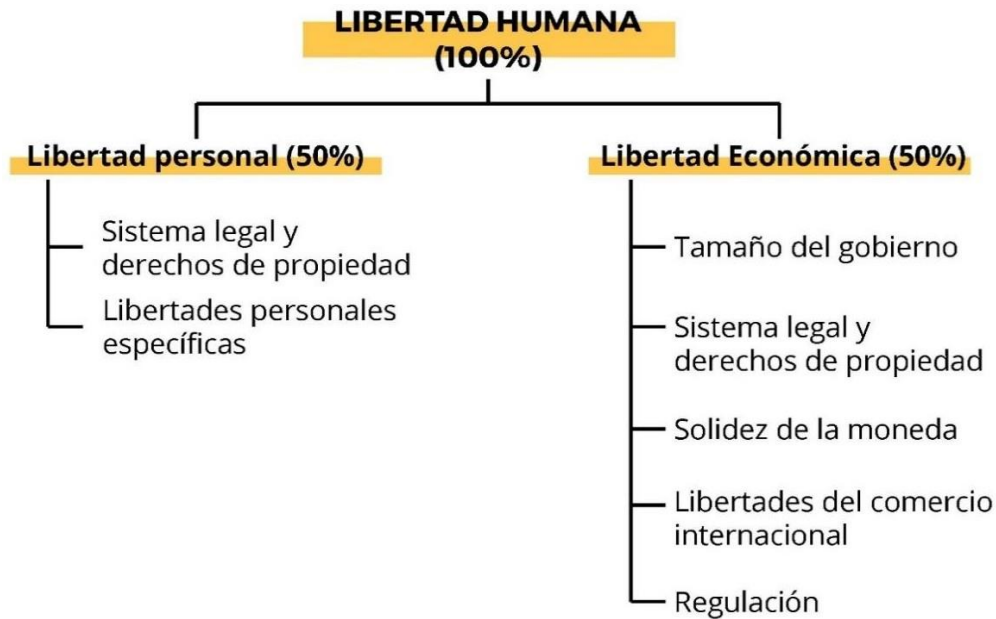 LIBERTAD HUMANA
(100%)
Libertad personal (50%)
Sistema legal y
derechos de propiedad
Libertades personales
específicas
Libertad Económica (50%)
Tamaño del gobierno
Sistema legal y
derechos de propiedad
Solidez de la moneda
Libertades del comercio
internacional
Regulación